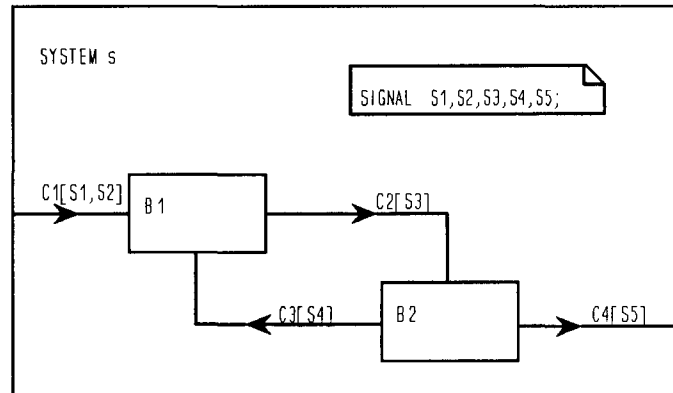 SYSTEM s
SIGNAL S1,S2,S3,S4,S5;
C1[S1,S2]
B1
C2[S3]
C3[S4]
B2
C4[S5]